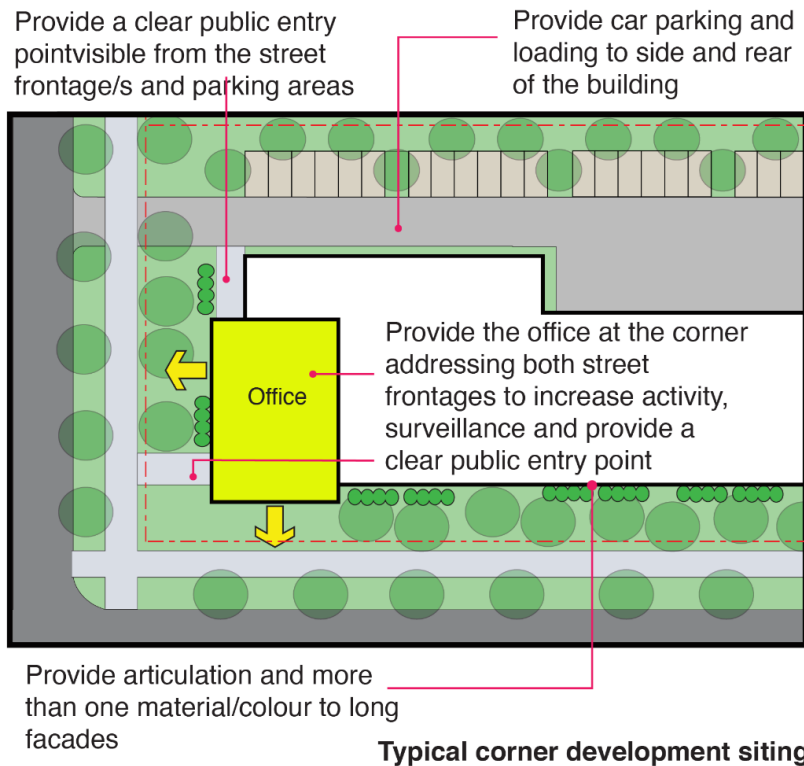 Provide a clear public entry
pointvisible from the street
frontage/s and parking areas
Provide car parking and
loading to side and rear
of the building
Provide the office at the corner
addressing both street
frontages to increase activity,
surveillance and provide a
clear public entry point
Office
Provide articulation and more
than one material/colour to long
facades
Typical corner development siting